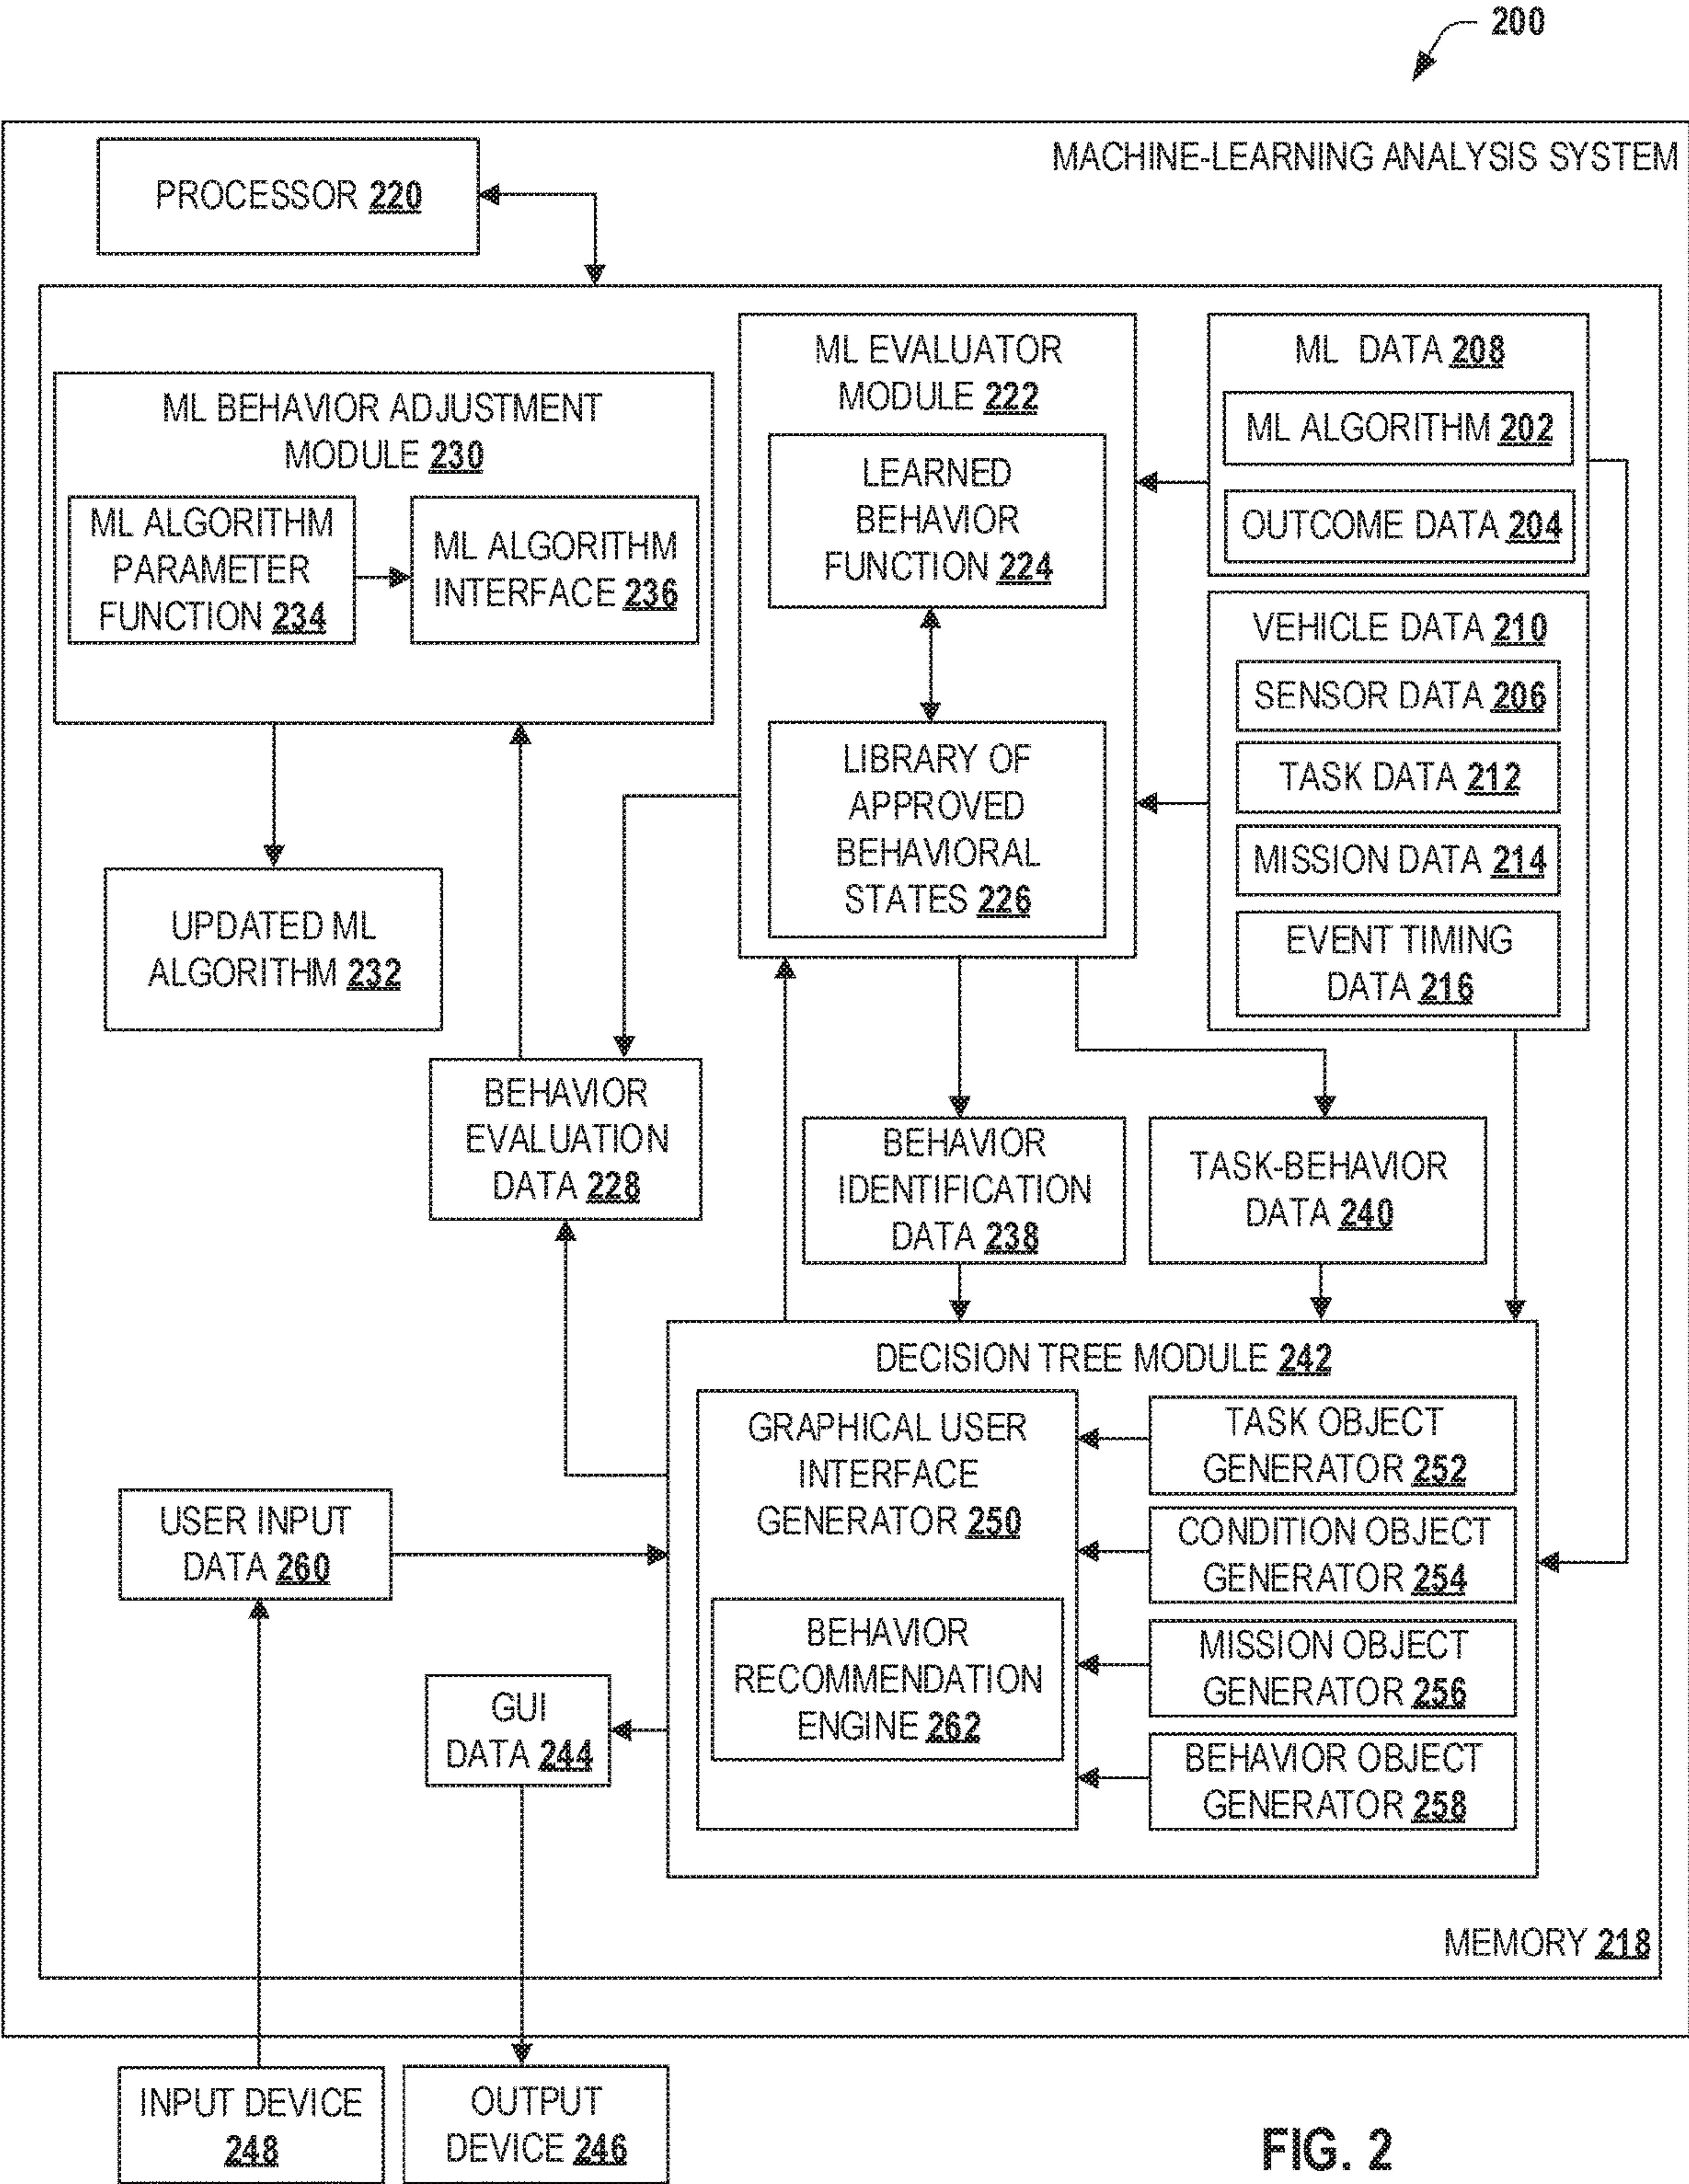 200
MACHINE-LEARNING ANALYSIS SYSTEM
PROCESSOR 220
ML BEHAVIOR ADJUSTMENT
MODULE 230
ML ALGORITHM
PARAMETER
FUNCTION 234
ML ALGORITHM
INTERFACE 236
UPDATED ML
ALGORITHM 232
ML EVALUATOR
MODULE 222
LEARNED
BEHAVIOR
FUNCTION 224
LIBRARY OF
APPROVED
BEHAVIORAL
STATES 226
ML DATA 208
ML ALGORITHM 202
OUTCOME DATA 204
VEHICLE DATA 210
SENSOR DATA 206
TASK DATA 212
MISSION DATA 214
EVENT TIMING
DATA 216
BEHAVIOR
EVALUATION
DATA 228
BEHAVIOR
IDENTIFICATION
DATA 238
TASK-BEHAVIOR
DATA 240
DECISION TREE MODULE 242
GRAPHICAL USER
INTERFACE
GENERATOR 250
BEHAVIOR
RECOMMENDATION
ENGINE 262
TASK OBJECT
GENERATOR 252
CONDITION OBJECT
GENERATOR 254
MISSION OBJECT
GENERATOR 256
BEHAVIOR OBJECT
GENERATOR 258
USER INPUT
DATA 260
GUI
DATA 244
MEMORY 218
INPUT DEVICE
248
OUTPUT
DEVICE 246
FIG. 2